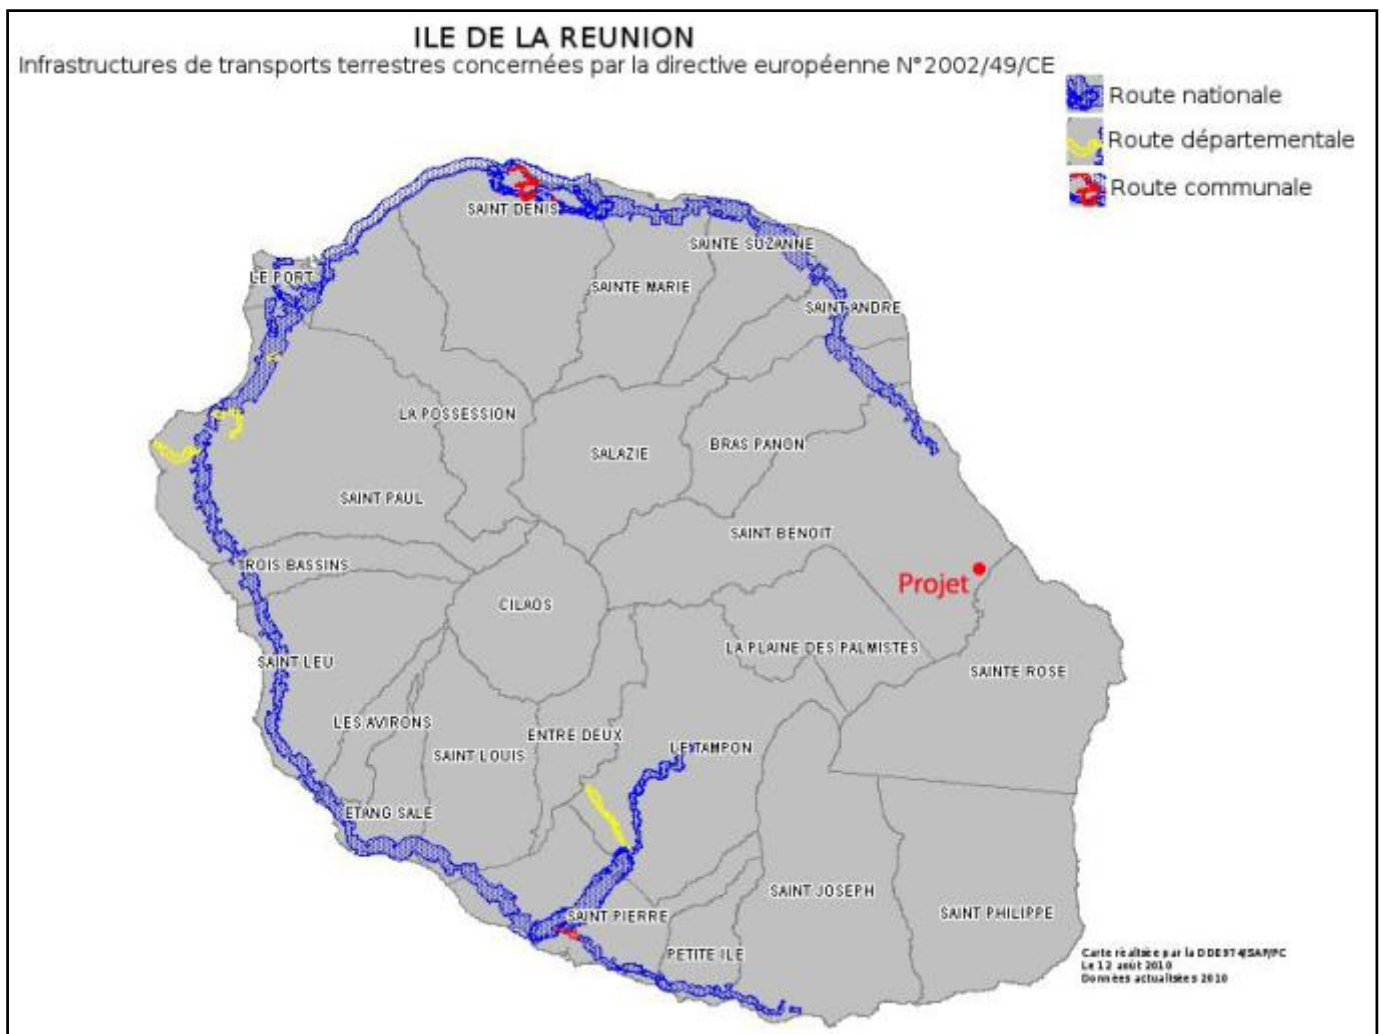 ILE DE LA REUNION
Infrastructures de transports terrestres concernées par la directive européenne N°2002/49/CE
Route nationale
Route départementale
Route communale
SAINT DENIS
SAINTE SUZANNE
LE PORT
SAINTE MARIE
SAINT ANDRE
LA POSSESSION
BRAS PANON
SALAZIE
SAINT PAUL
SAINT BENOIT
ROIS BASSINS
Projet
CILAOS
LA PLAINE DES PALMISTES
SAINT LEU
SAINTE ROSE
LES AVIRONS
ENTRE DEUX
LE TAMPON
SAINT LOUIS
ETANG SALE
SAINT JOSEPH
SAINT PHILIPPE
SAINT PIERRE
PETITE ILE
Carte réalisée par la DDE974/SAP/PC
Le 12 août 2010
Données actualisées 2010